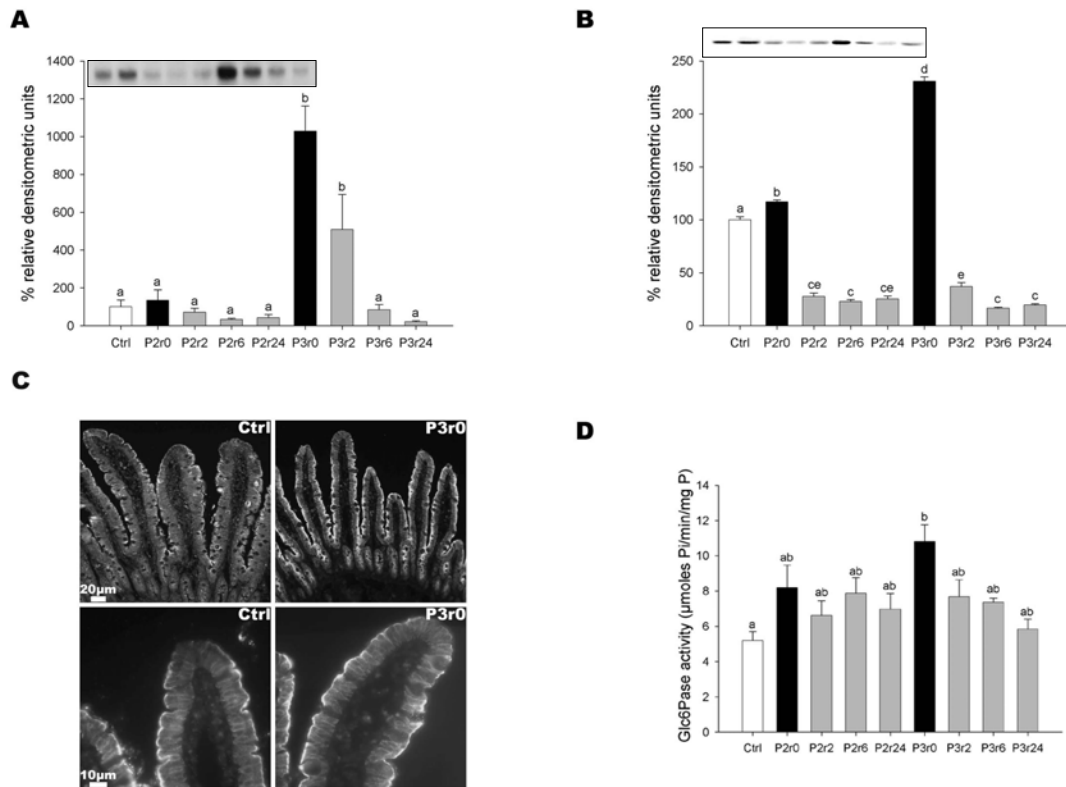 A
1400
1200
1000
800
600
400
200
0
% relative densitometric units
a
a
a
a
a
b
b
a
a
Ctrl P2r0 P2r2 P2r6 P2r24 P3r0 P3r2 P3r6 P3r24
B
250
200
150
100
50
0
% relative densitometric units
a
b
ce
c
ce
d
e
c
c
Ctrl P2r0 P2r2 P2r6 P2r24 P3r0 P3r2 P3r6 P3r24
C
Ctrl
P3r0
20µm
Ctrl
P3r0
10µm
D
14
12
10
8
6
4
2
0
Glc6Pase activity (µmoles Pi/min/mg P)
a
ab
ab
ab
ab
b
ab
ab
ab
Ctrl P2r0 P2r2 P2r6 P2r24 P3r0 P3r2 P3r6 P3r24